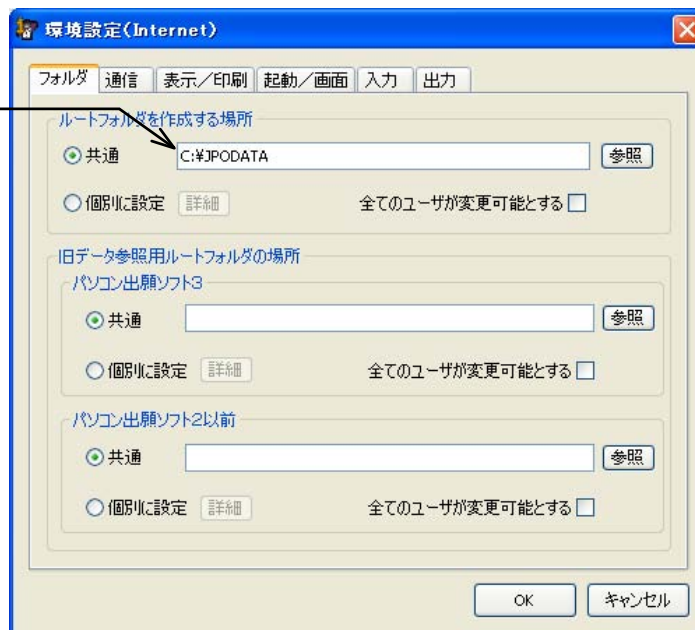 環境設定(Internet)
フォルダ 通信 表示／印刷 起動／画面 入力 出力
ルートフォルダを作成する場所
共通 C:¥JPODATA 参照
個別に設定 詳細 全てのユーザが変更可能とする
旧データ参照用ルートフォルダの場所
パソコン出願ソフト3
共通 参照
個別に設定 詳細 全てのユーザが変更可能とする
パソコン出願ソフト2以前
共通 参照
個別に設定 詳細 全てのユーザが変更可能とする
OK キャンセル